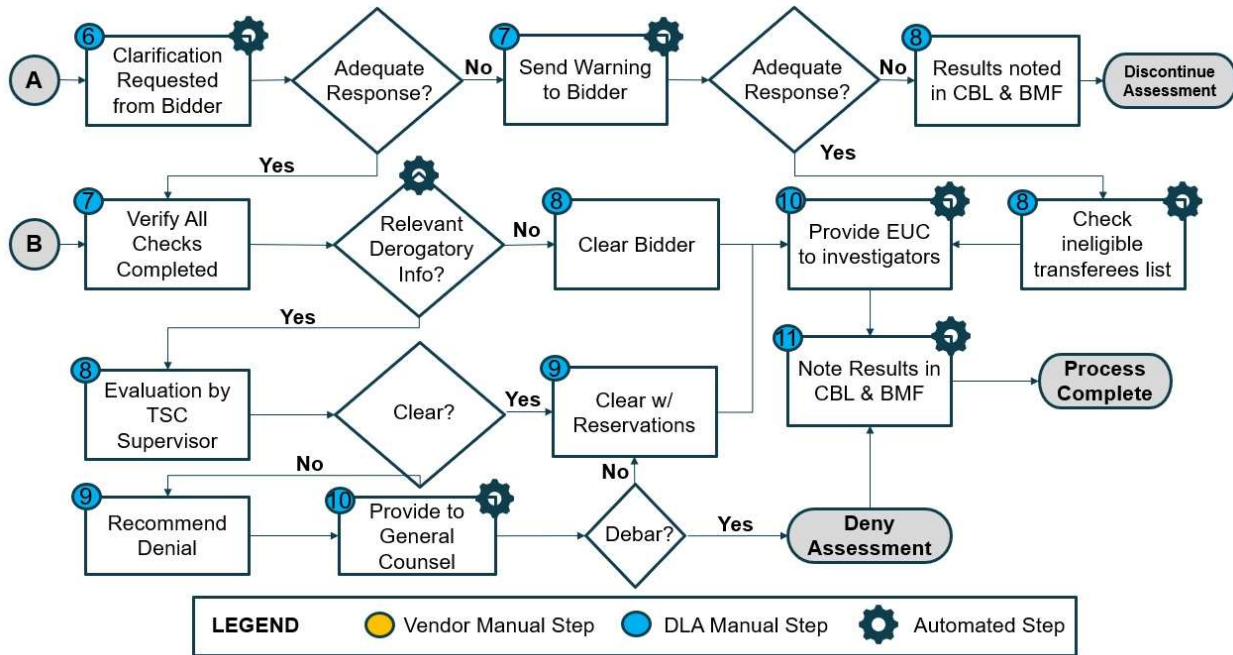 A
6
Clarification
Requested
from Bidder
Adequate
Response?
No
7
Send Warning
to Bidder
Adequate
Response?
No
8
Results noted
in CBL & BMF
Discontinue
Assessment
Yes
Yes
B
7
Verify All
Checks
Completed
Relevant
Derogatory
Info?
No
8
Clear Bidder
10
Provide EUC
to investigators
8
Check
ineligible
transferees list
Yes
8
Evaluation by
TSC
Supervisor
Clear?
Yes
9
Clear w/
Reservations
11
Note Results in
CBL & BMF
Process
Complete
No
9
Recommend
Denial
10
Provide to
General
Counsel
No
Debar?
Yes
Deny
Assessment
LEGEND
Vendor Manual Step
DLA Manual Step
Automated Step